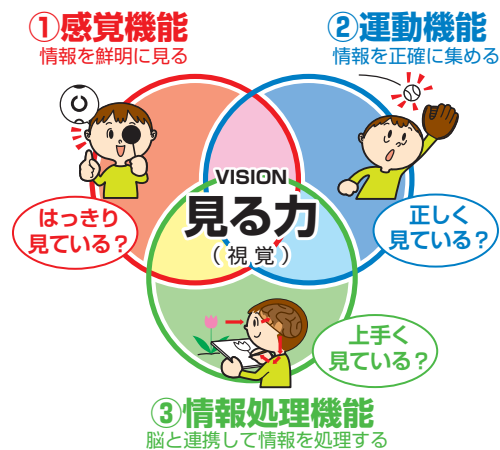 ①感覚機能
情報を鮮明に見る
②運動機能
情報を正確に集める
VISION
見る力
(視覚)
はっきり
見ている？
正しく
見ている？
上手く
見ている？
③情報処理機能
脳と連携して情報を処理する